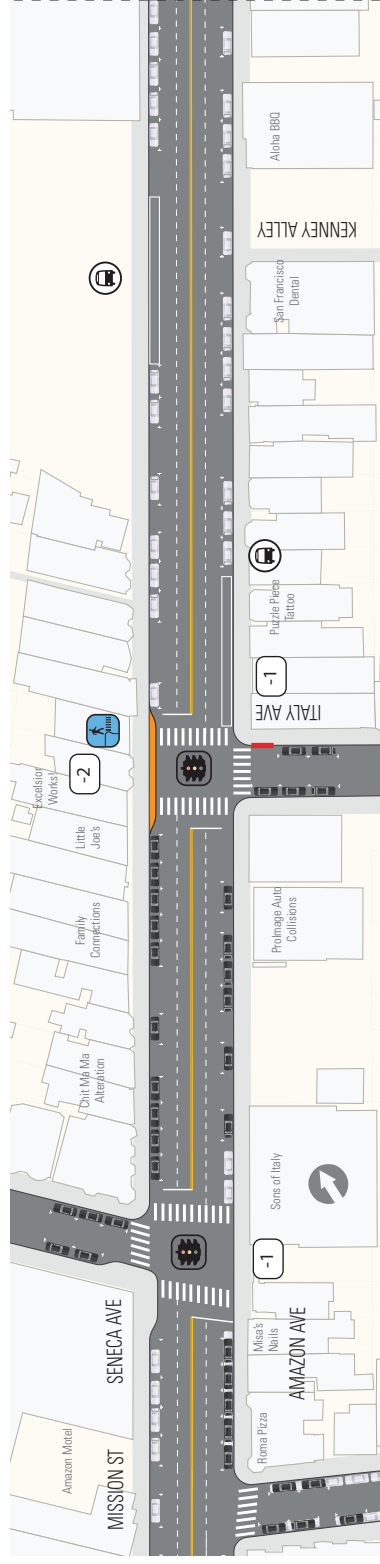 Aloha BBQ
KENNEY ALLEY
San Francisco
Dental
Puzzle Piece
Tattoo
-1
ITALY AVE
-2
Excelsior
Works!
Little
Joe's
Family
Connections
ProImage Auto
Collisions
Chit Ma Ma
Alteration
Sons of Italy
-1
SENECA AVE
Misa's
Nails
AMAZON AVE
MISSION ST
Amazon Motel
Roma Pizza